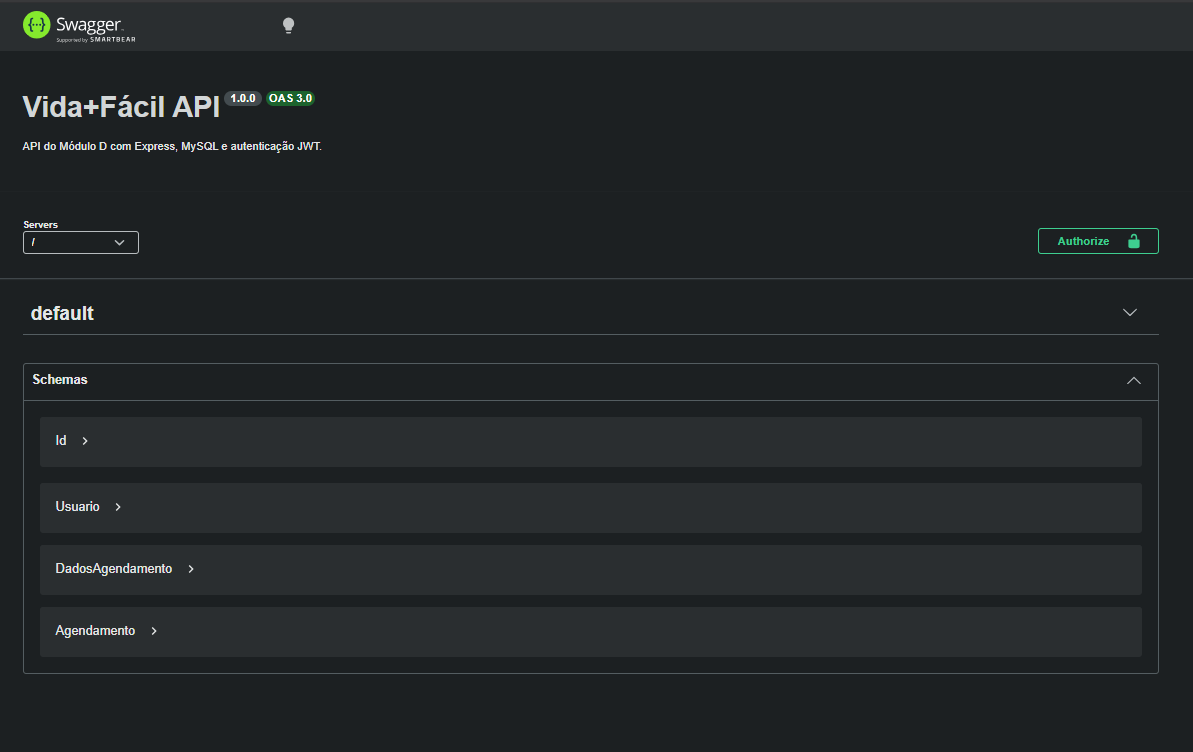 Swagger
Supported by SMARTBEAR
Vida+Fácil API 1.0.0 OAS 3.0
API do Módulo D com Express, MySQL e autenticação JWT.
Servers
/
Authorize
default
Schemas
Id
Usuario
DadosAgendamento
Agendamento